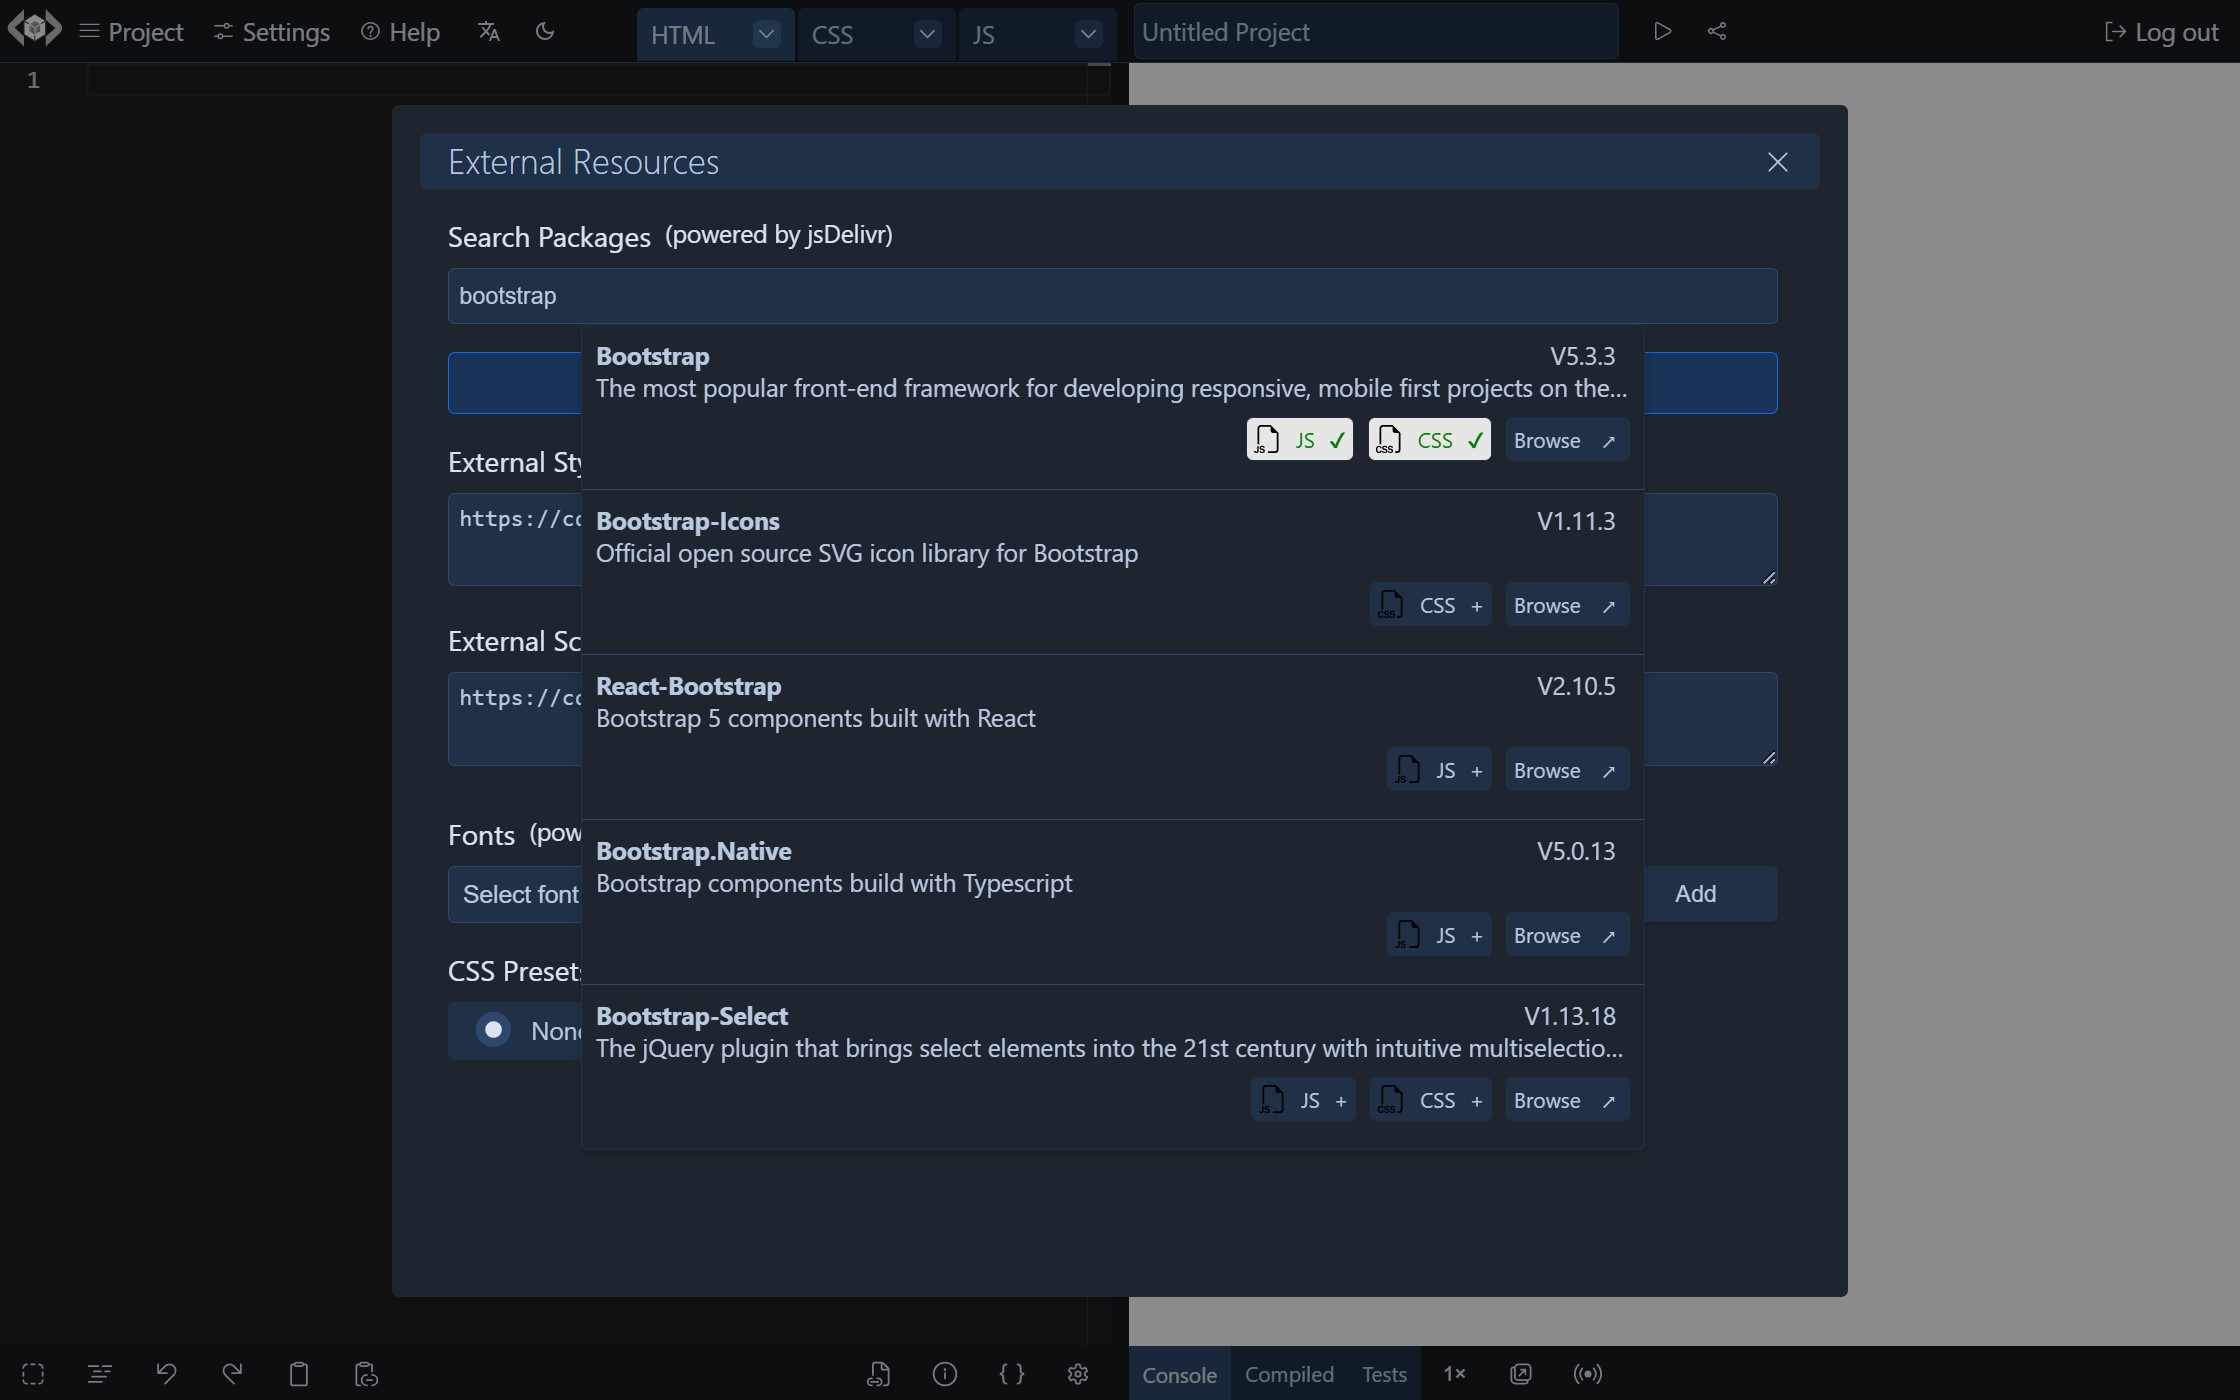 Project Settings Help HTML CSS JS Untitled Project Log out
1
External Resources
Search Packages (powered by jsDelivr)
bootstrap
Bootstrap V5.3.3
The most popular front-end framework for developing responsive, mobile first projects on the...
JS ✓ CSS ✓ Browse ↗
External Sty
https://cd
Bootstrap-Icons V1.11.3
Official open source SVG icon library for Bootstrap
CSS + Browse ↗
External Sc
https://cd
React-Bootstrap V2.10.5
Bootstrap 5 components built with React
JS + Browse ↗
Fonts (pow
Bootstrap.Native V5.0.13
Bootstrap components build with Typescript
Select font Add
JS + Browse ↗
CSS Presets
None
Bootstrap-Select V1.13.18
The jQuery plugin that brings select elements into the 21st century with intuitive multiselectio...
JS + CSS + Browse ↗
Console Compiled Tests 1×